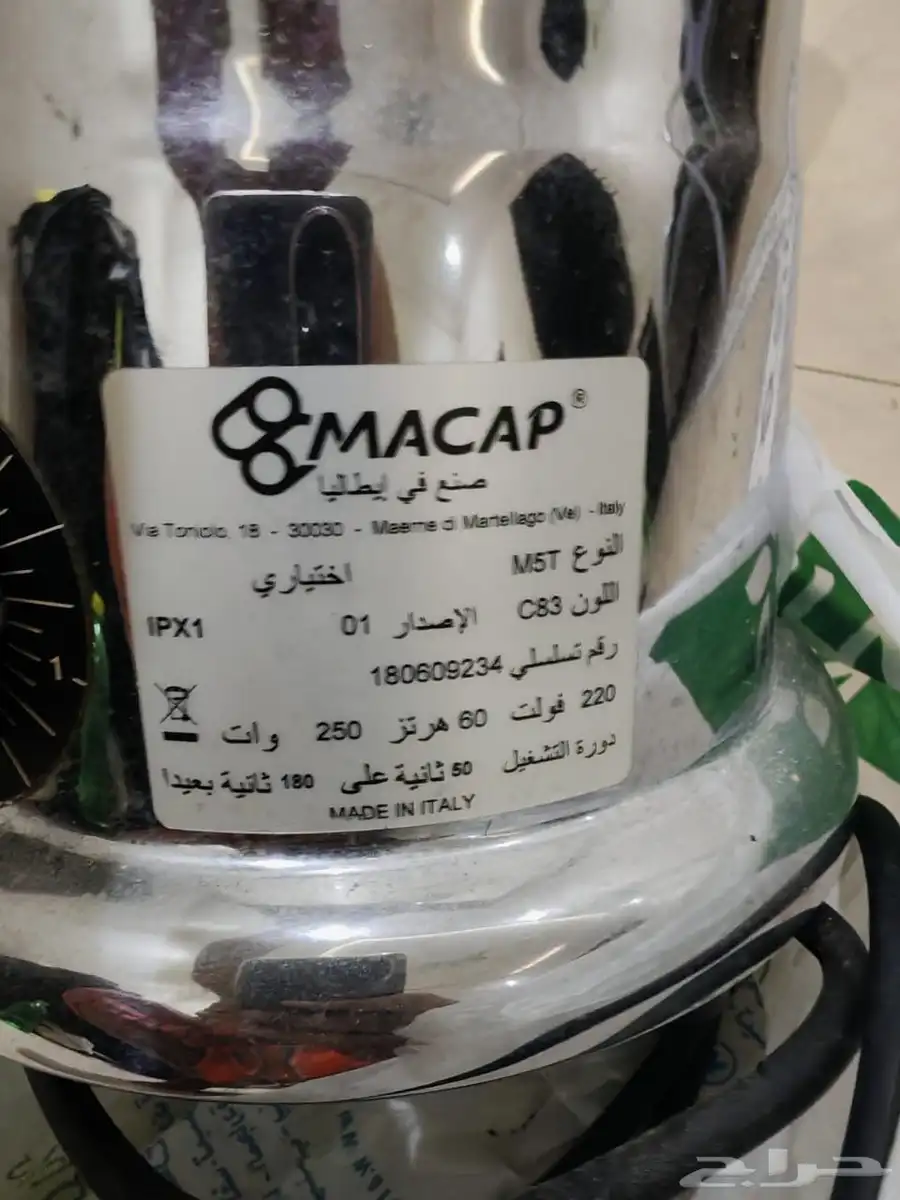 MACAP®
صنع في إيطاليا
Via Toniolo, 18 - 30030 - Maerne di Martellago (Ve) - Italy
النوع M5T اختياري
اللون C83 الإصدار 01 IPX1
رقم تسلسلي 180609234
220 فولت 60 هرتز 250 وات
دورة التشغيل 50 ثانية على 180 ثانية بعيدا
MADE IN ITALY
1
حراج